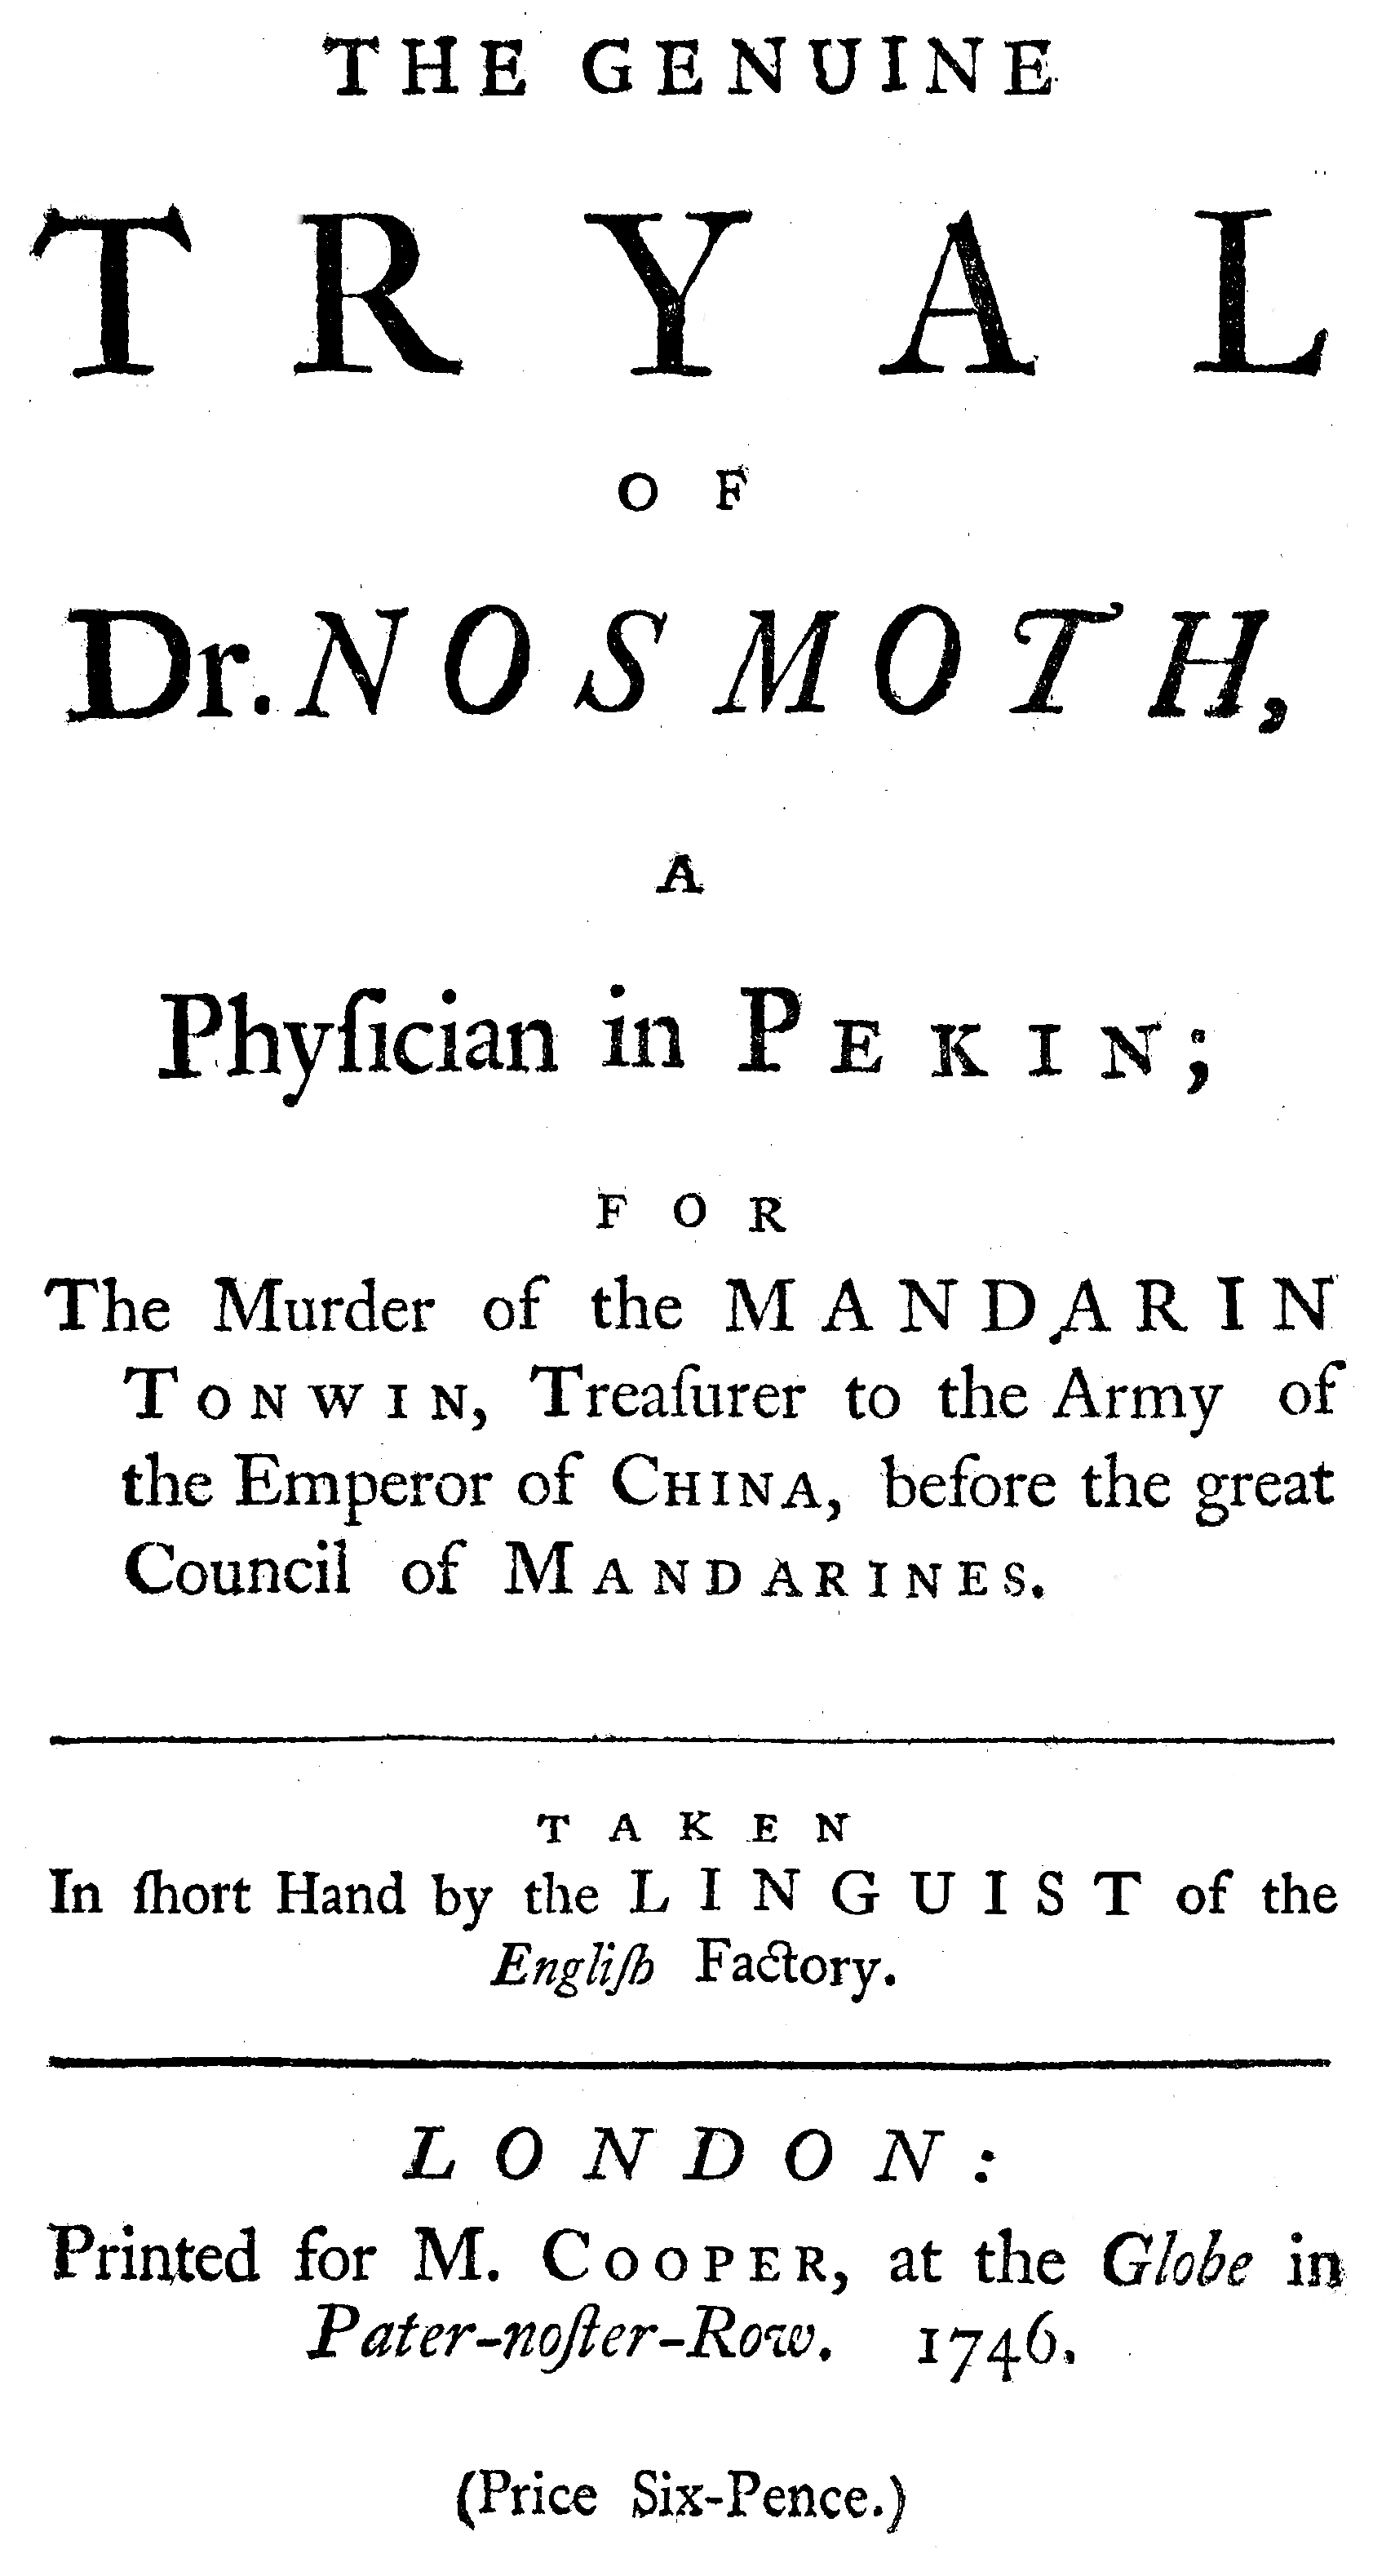 THE GENUINE
TRYAL
OF
Dr. NOSMOTH,
A
Phyſician in PEKIN;
FOR
The Murder of the MANDARIN
TONWIN, Treaſurer to the Army of
the Emperor of CHINA, before the great
Council of MANDARINES.
TAKEN
In ſhort Hand by the LINGUIST of the
Engliſh Factory.
LONDON:
Printed for M. COOPER, at the Globe in
Pater-noſter-Row. 1746.
(Price Six-Pence.)